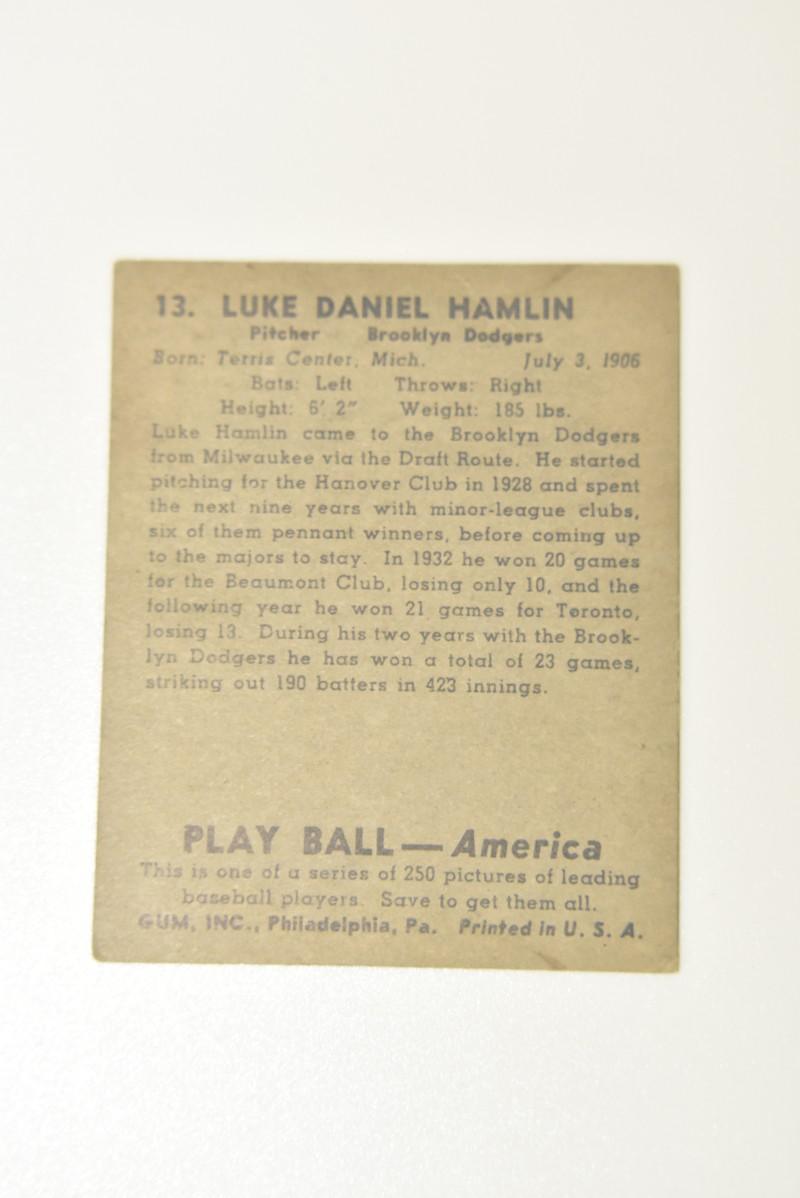 13. LUKE DANIEL HAMLIN
Pitcher Brooklyn Dodgers
Born: Terris Center, Mich. July 3, 1906
Bats: Left Throws: Right
Height: 6' 2" Weight: 185 lbs.
Luke Hamlin came to the Brooklyn Dodgers
from Milwaukee via the Draft Route. He started
pitching for the Hanover Club in 1928 and spent
the next nine years with minor-league clubs,
six of them pennant winners, before coming up
to the majors to stay. In 1932 he won 20 games
for the Beaumont Club, losing only 10, and the
following year he won 21 games for Toronto,
losing 13. During his two years with the Brook-
lyn Dodgers he has won a total of 23 games,
striking out 190 batters in 423 innings.
PLAY BALL — America
This is one of a series of 250 pictures of leading
baseball players. Save to get them all.
GUM, INC., Philadelphia, Pa. Printed in U. S. A.